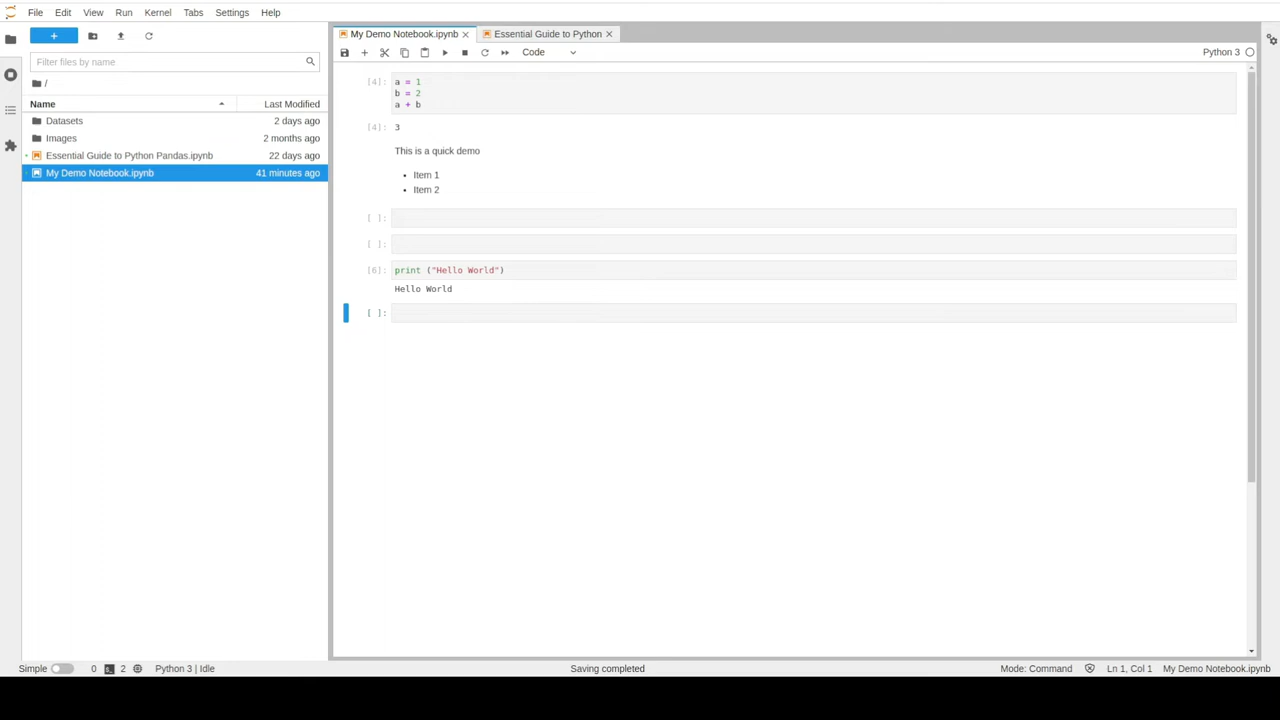 File Edit View Run Kernel Tabs Settings Help
My Demo Notebook.ipynb Essential Guide to Python
Code Python 3
Filter files by name
/
Name Last Modified
Datasets 2 days ago
Images 2 months ago
Essential Guide to Python Pandas.ipynb 22 days ago
My Demo Notebook.ipynb 41 minutes ago
[4]: a = 1
b = 2
a + b
[4]: 3
This is a quick demo
• Item 1
• Item 2
[ ]:
[ ]:
[6]: print ("Hello World")
Hello World
[ ]:
Simple 0 2 Python 3 | Idle Saving completed Mode: Command Ln 1, Col 1 My Demo Notebook.ipynb